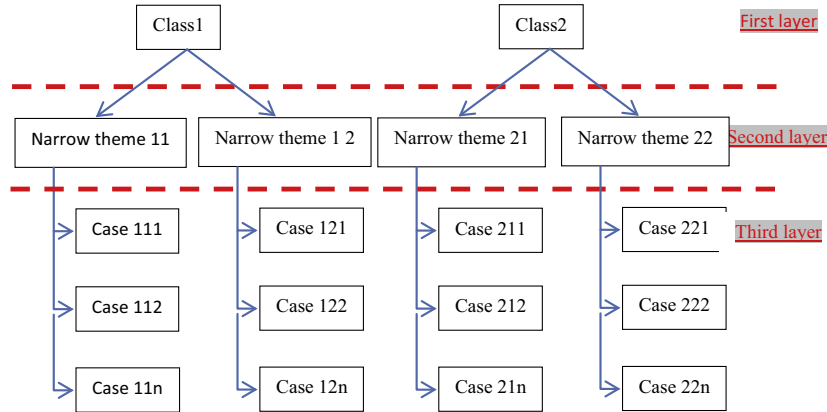 Class1
Class2
First layer
Narrow theme 11
Narrow theme 1 2
Narrow theme 21
Narrow theme 22
Second layer
Case 111
Case 121
Case 211
Case 221
Third layer
Case 112
Case 122
Case 212
Case 222
Case 11n
Case 12n
Case 21n
Case 22n